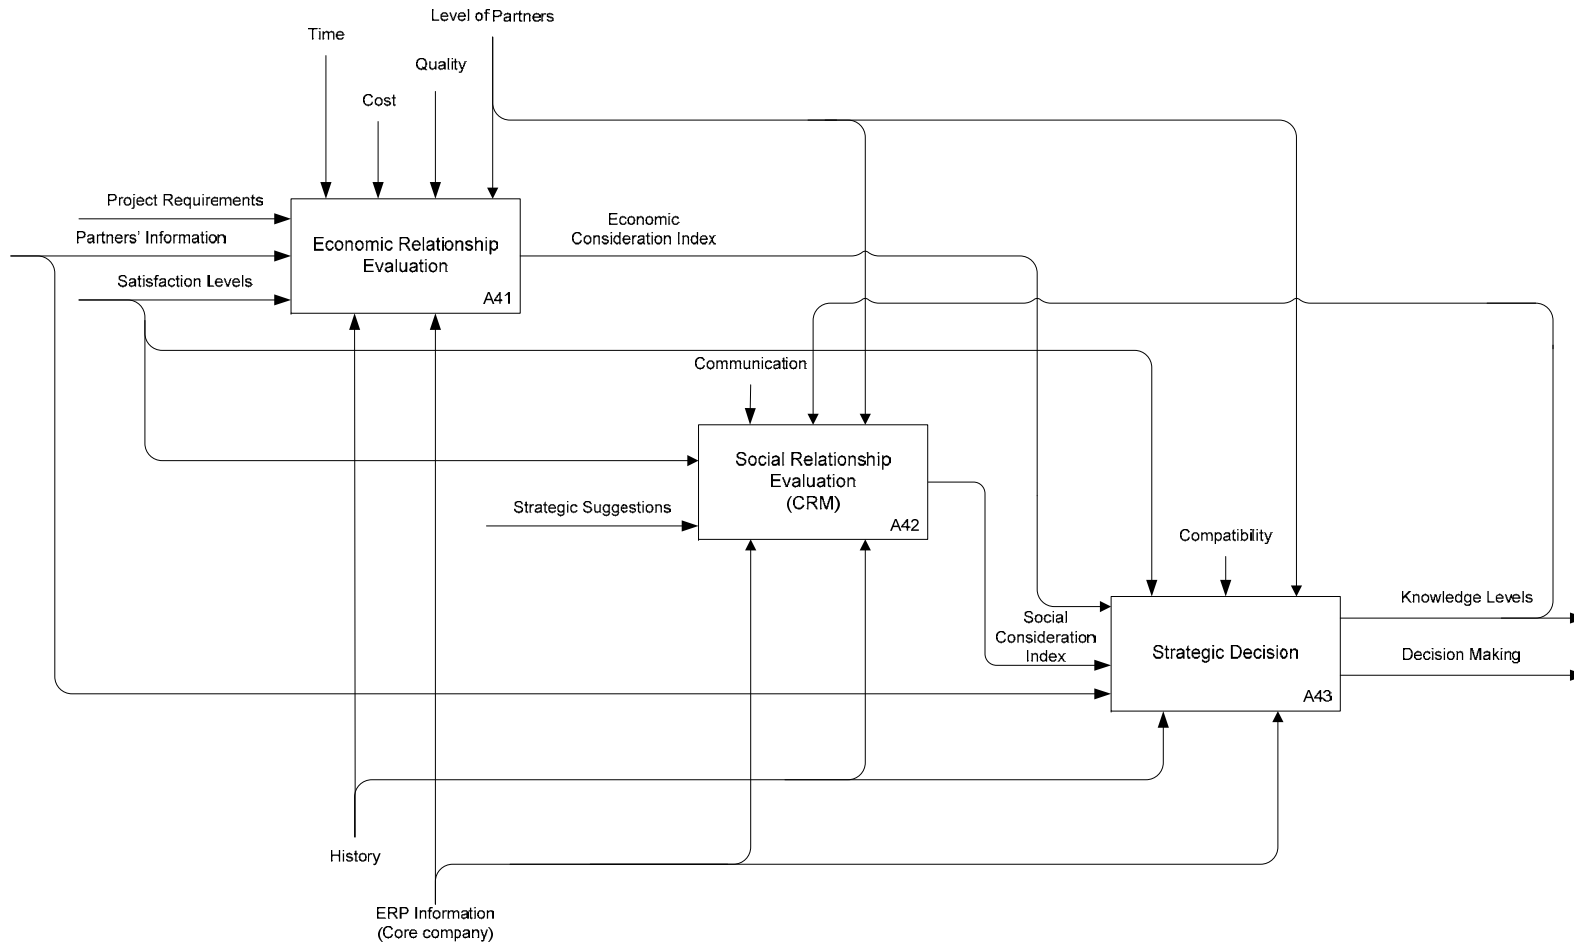 Level of Partners
Time
Quality
Cost
Project Requirements
Partners' Information
Satisfaction Levels
Economic Relationship
Evaluation
A41
Economic
Consideration Index
Communication
Social Relationship
Evaluation
(CRM)
A42
Strategic Suggestions
Compatibility
Social
Consideration
Index
Strategic Decision
A43
Knowledge Levels
Decision Making
History
ERP Information
(Core company)